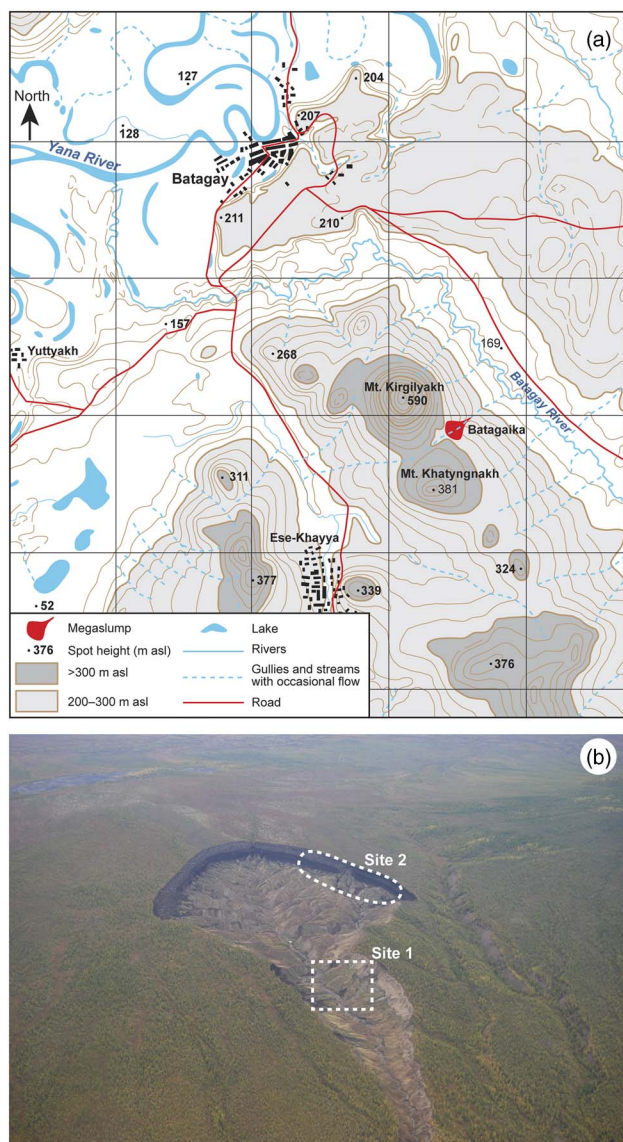 (a)
127
204
North
207
128
Yana River
Batagay
211
210
157
Yuttyakh
268
169
Mt. Kirgilyakh
590
Batagay River
Batagaika
Mt. Khatyngnakh
381
311
Ese-Khayya
324
377
339
52
376
Megaslump
Lake
376 Spot height (m asl)
Rivers
>300 m asl
Gullies and streams
with occasional flow
200–300 m asl
Road
(b)
Site 2
Site 1